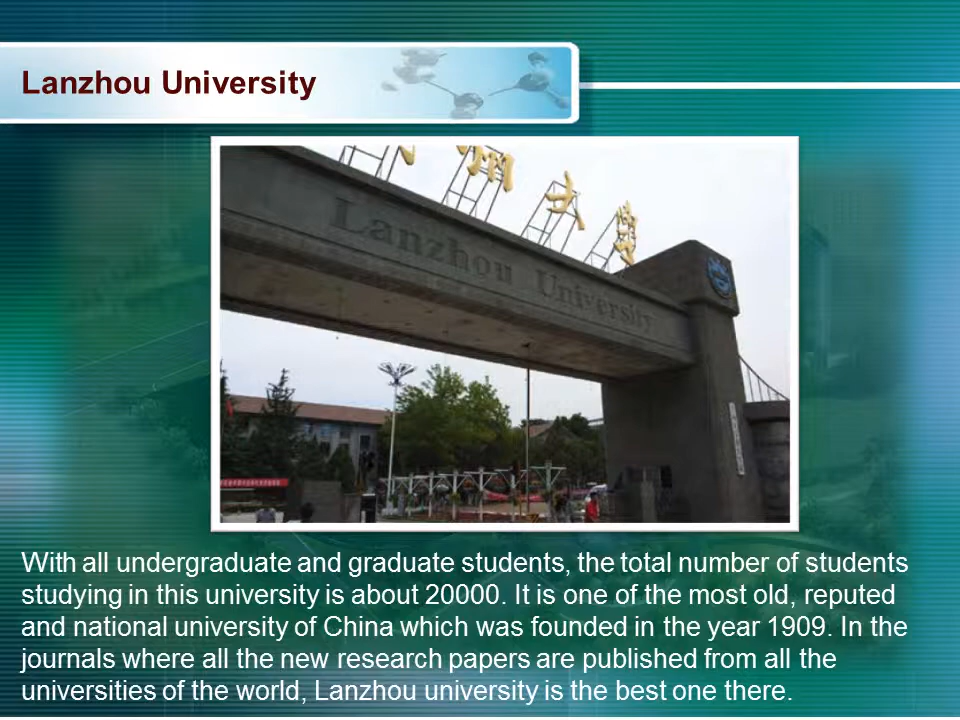 Lanzhou University
州大学
Lanzhou University
With all undergraduate and graduate students, the total number of students
studying in this university is about 20000. It is one of the most old, reputed
and national university of China which was founded in the year 1909. In the
journals where all the new research papers are published from all the
universities of the world, Lanzhou university is the best one there.